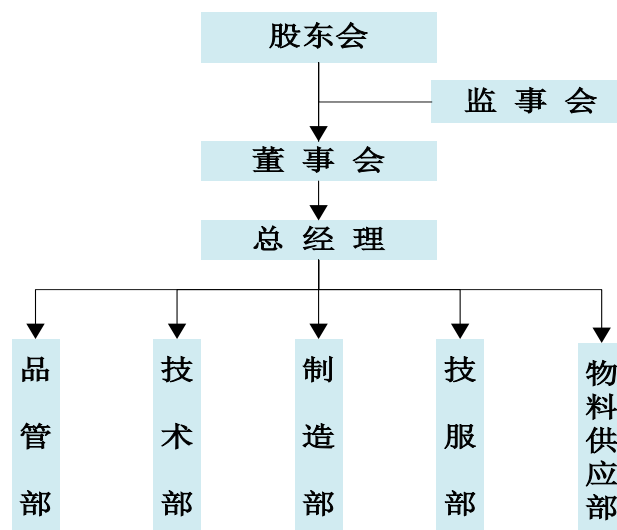 股东会
监事会
董事会
总经理
品管部
技术部
制造部
技服部
物料供应部